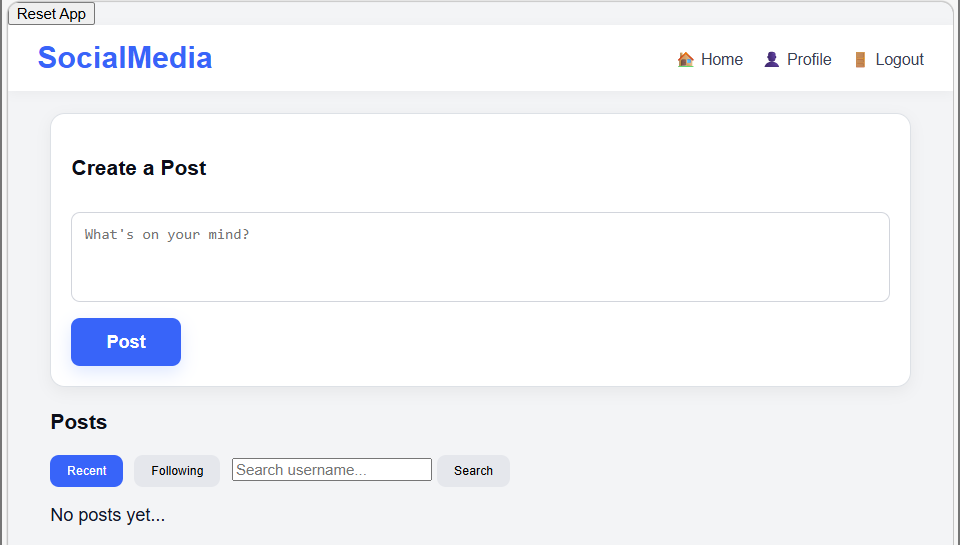 Reset App
SocialMedia
Home Profile Logout
Create a Post
What's on your mind?
Post
Posts
Recent Following Search username... Search
No posts yet...